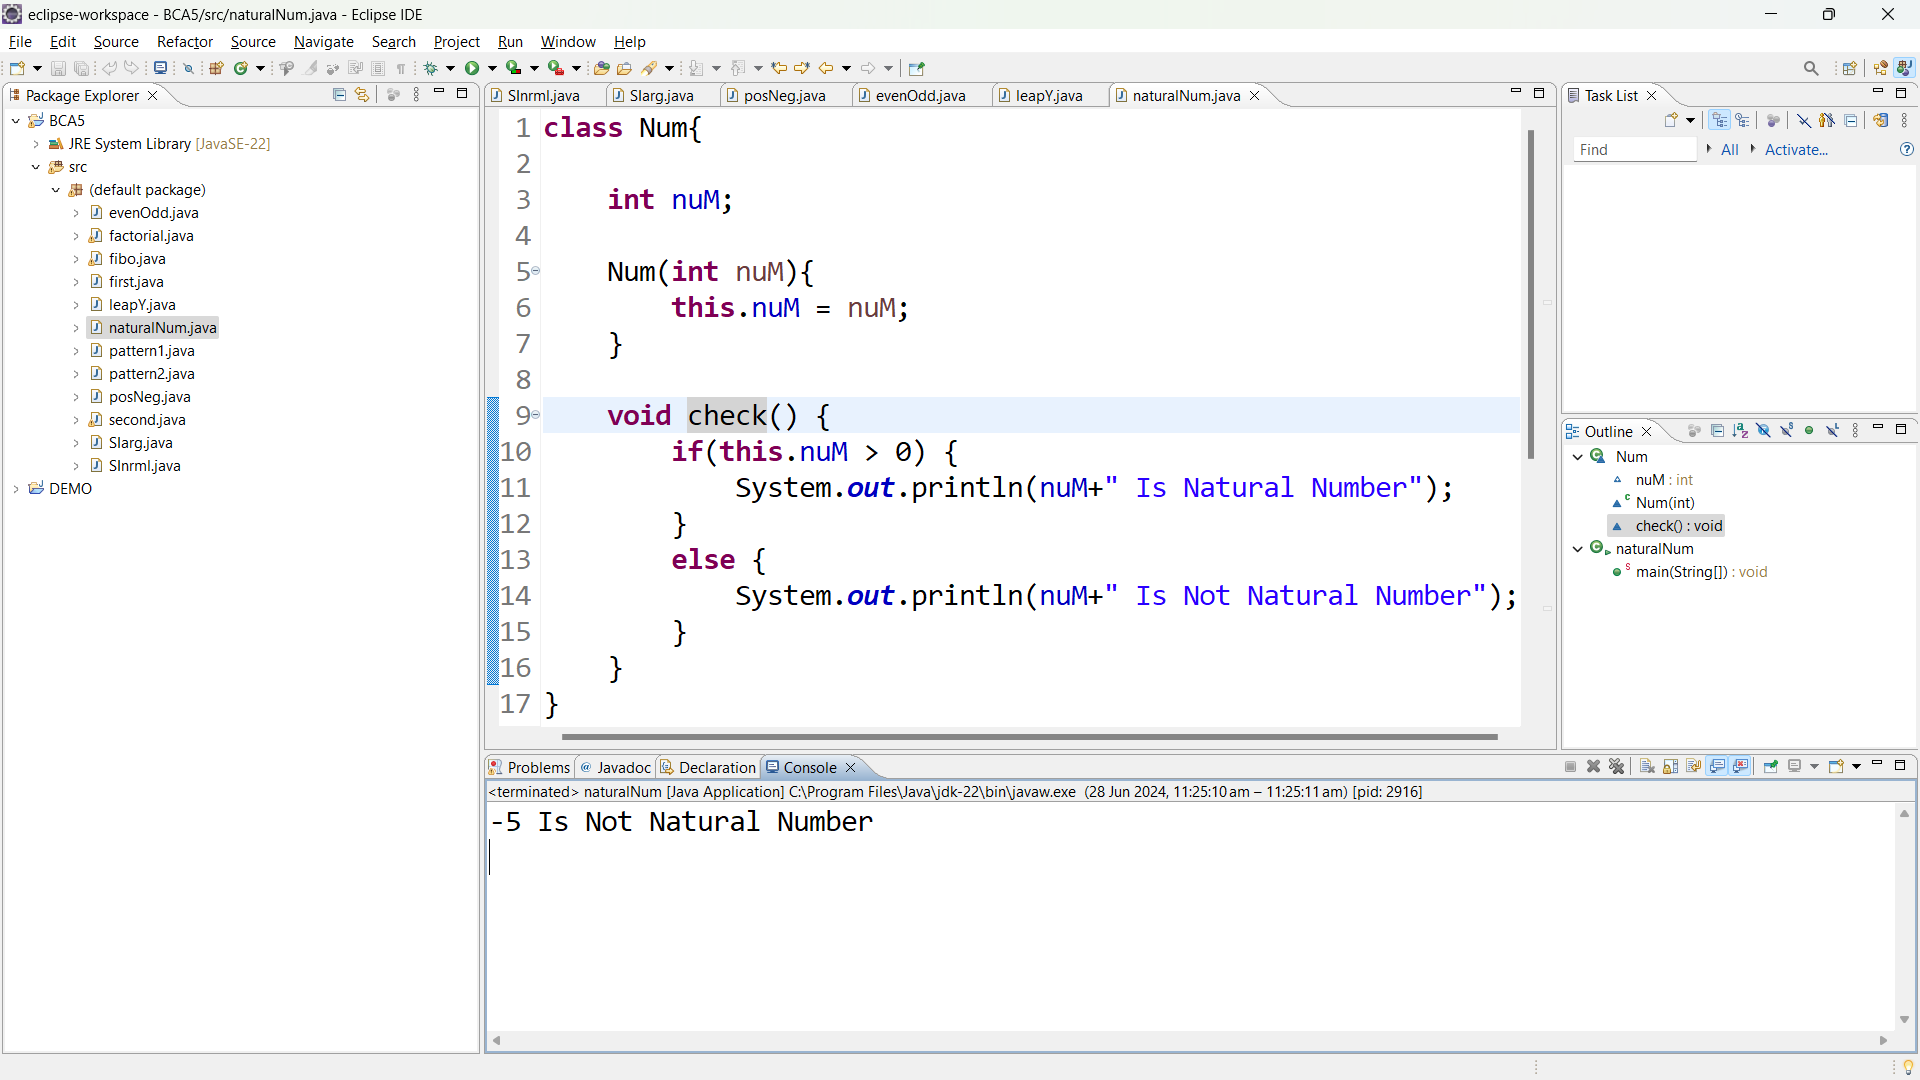 eclipse-workspace - BCA5/src/naturalNum.java - Eclipse IDE
File Edit Source Refactor Source Navigate Search Project Run Window Help
Package Explorer
BCA5
JRE System Library [JavaSE-22]
src
(default package)
evenOdd.java
factorial.java
fibo.java
first.java
leapY.java
naturalNum.java
pattern1.java
pattern2.java
posNeg.java
second.java
SIarg.java
SInrml.java
DEMO
SInrml.java SIarg.java posNeg.java evenOdd.java leapY.java naturalNum.java
1 class Num{
2
3 int nuM;
4
5 Num(int nuM){
6 this.nuM = nuM;
7 }
8
9 void check() {
10 if(this.nuM > 0) {
11 System.out.println(nuM+" Is Natural Number");
12 }
13 else {
14 System.out.println(nuM+" Is Not Natural Number");
15 }
16 }
17 }
Task List
Find All Activate...
Outline
Num
nuM : int
Num(int)
check() : void
naturalNum
main(String[]) : void
Problems Javadoc Declaration Console
<terminated> naturalNum [Java Application] C:\Program Files\Java\jdk-22\bin\javaw.exe (28 Jun 2024, 11:25:10 am – 11:25:11 am) [pid: 2916]
-5 Is Not Natural Number